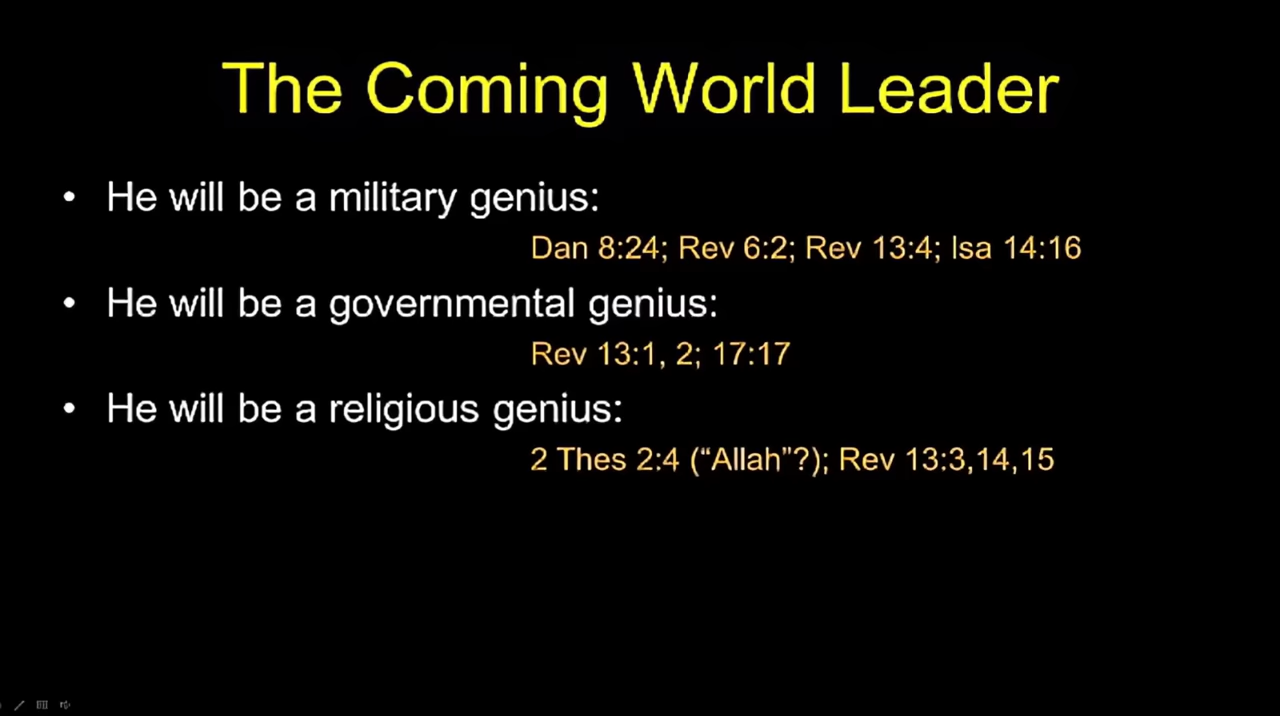 The Coming World Leader
• He will be a military genius:
Dan 8:24; Rev 6:2; Rev 13:4; Isa 14:16
• He will be a governmental genius:
Rev 13:1, 2; 17:17
• He will be a religious genius:
2 Thes 2:4 (“Allah”?); Rev 13:3,14,15